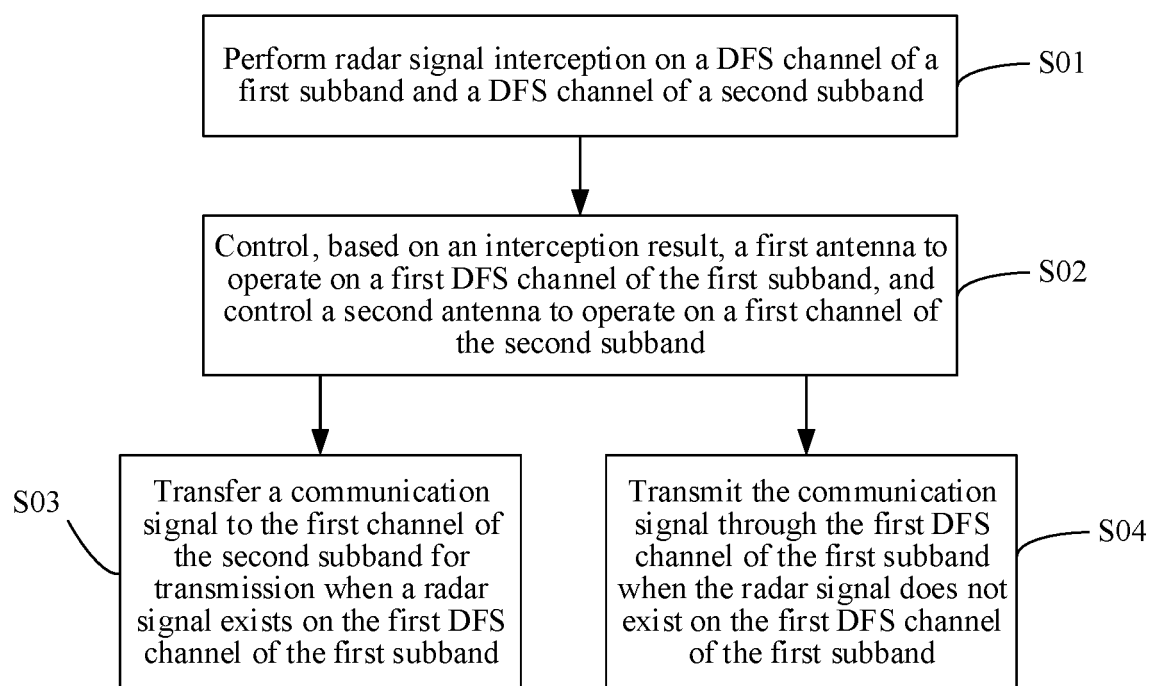 Perform radar signal interception on a DFS channel of a
first subband and a DFS channel of a second subband
S01
Control, based on an interception result, a first antenna to
operate on a first DFS channel of the first subband, and
control a second antenna to operate on a first channel of
the second subband
S02
S03
Transfer a communication
signal to the first channel of
the second subband for
transmission when a radar
signal exists on the first DFS
channel of the first subband
Transmit the communication
signal through the first DFS
channel of the first subband
when the radar signal does not
exist on the first DFS channel
of the first subband
S04